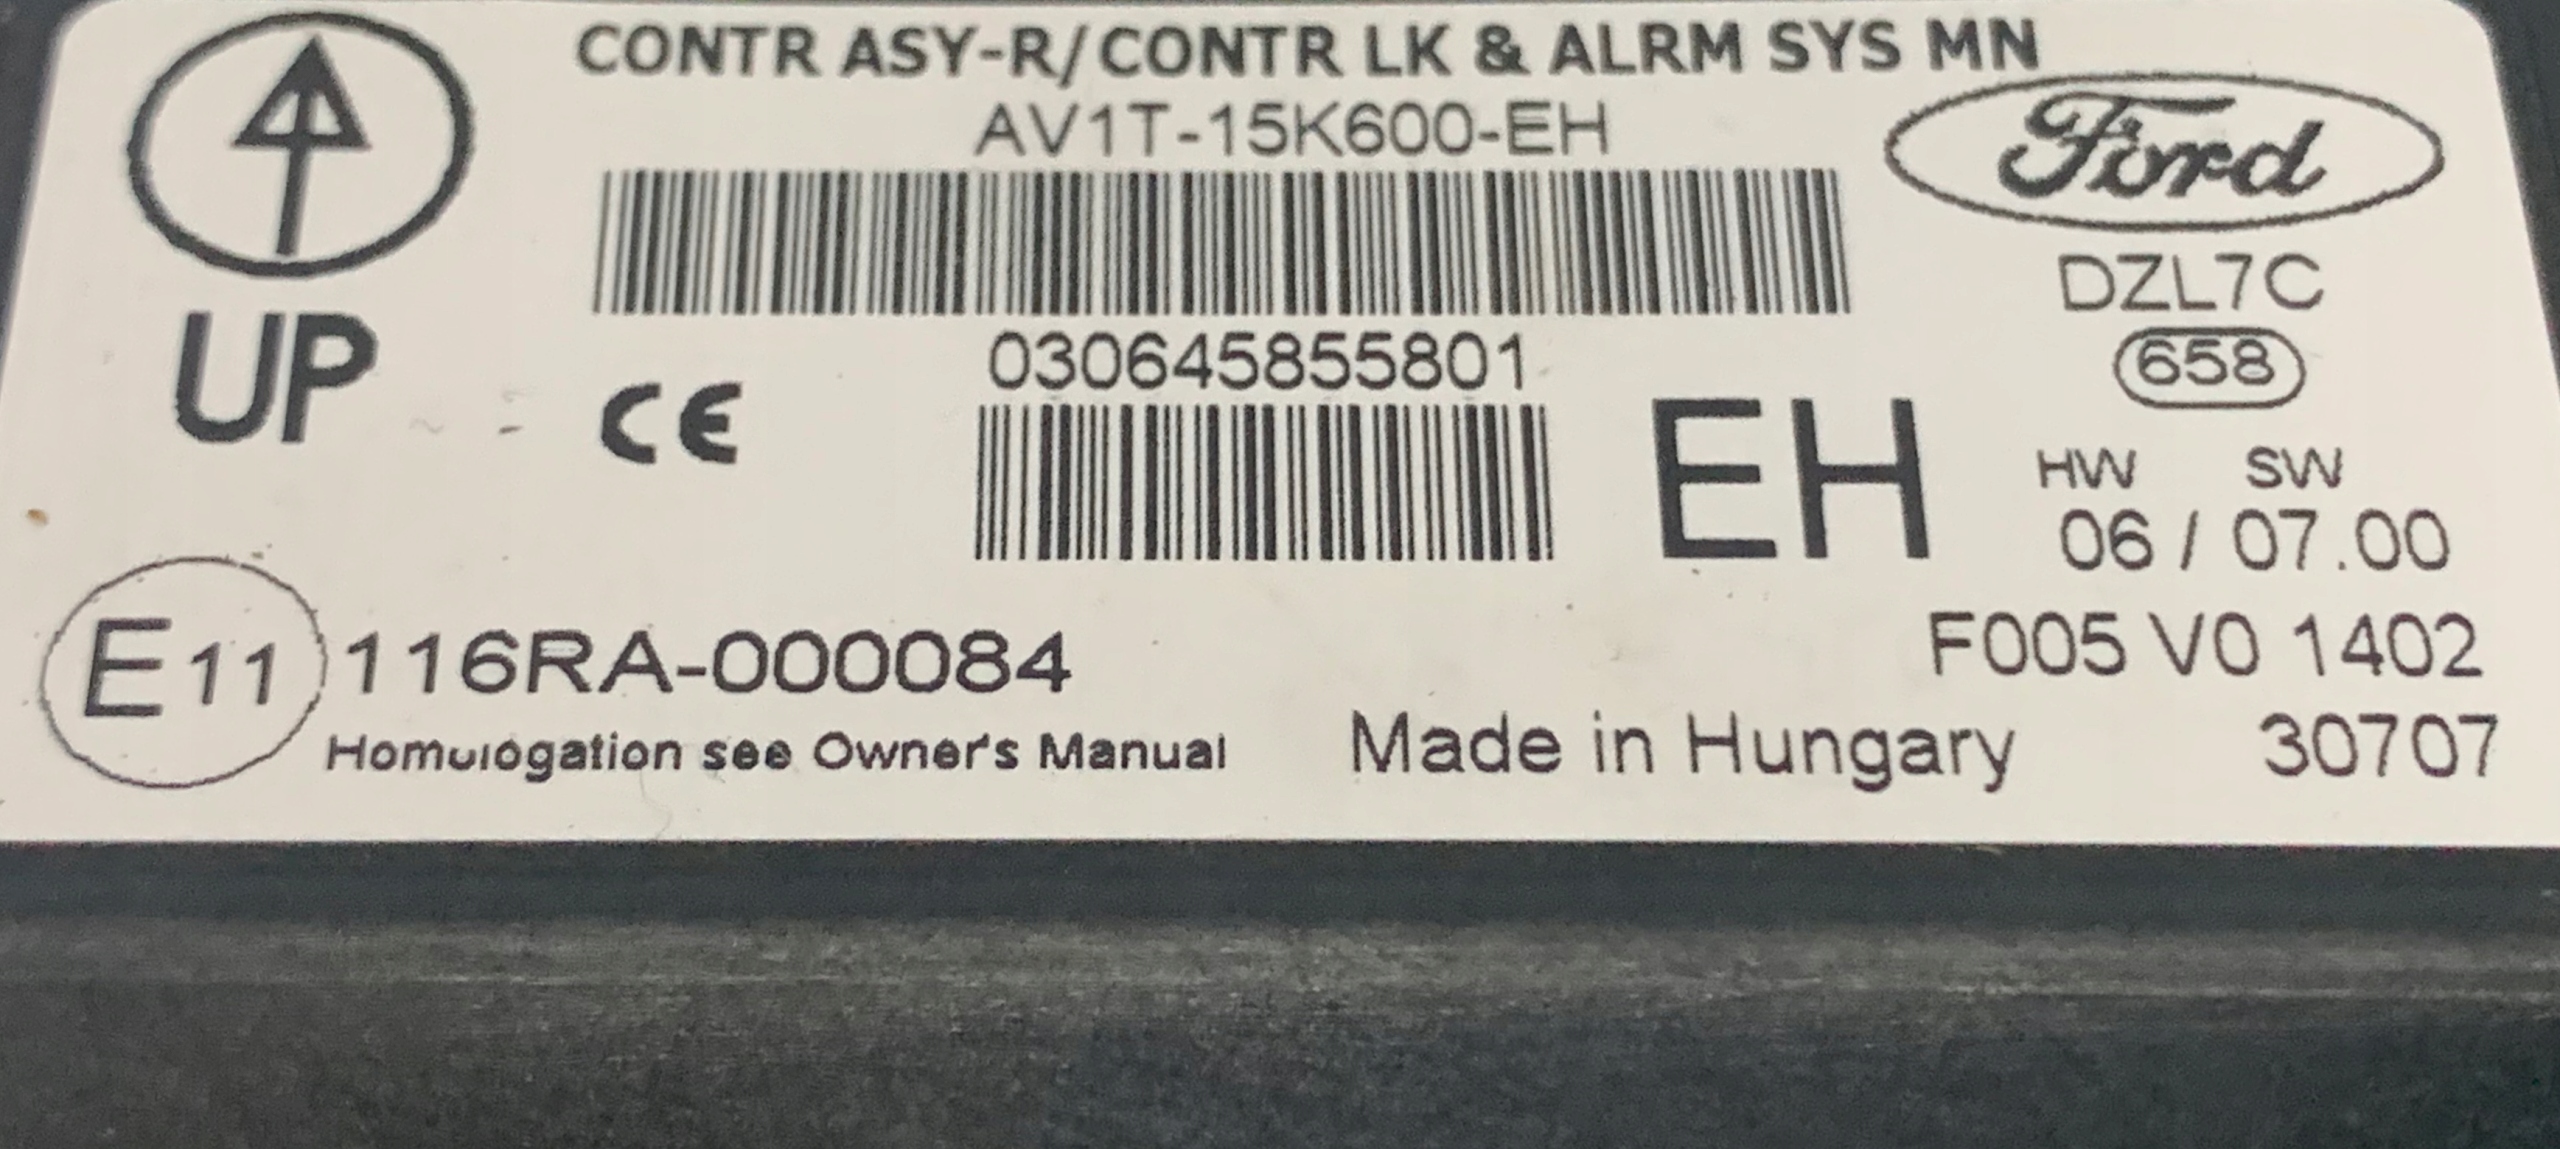 CONTR ASY-R/CONTR LK & ALRM SYS MN
AV1T-15K600-EH
Ford
DZL7C
658
UP
CE
030645855801
EH
HW SW
06 / 07.00
E11 116RA-000084
F005 V0 1402
Homologation see Owner's Manual
Made in Hungary
30707